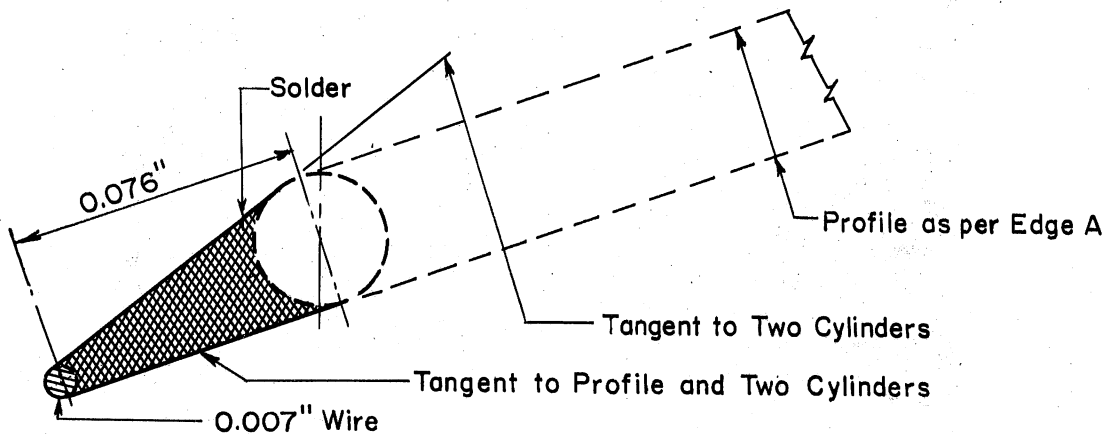 Solder
0.076"
Profile as per Edge A
Tangent to Two Cylinders
Tangent to Profile and Two Cylinders
0.007" Wire